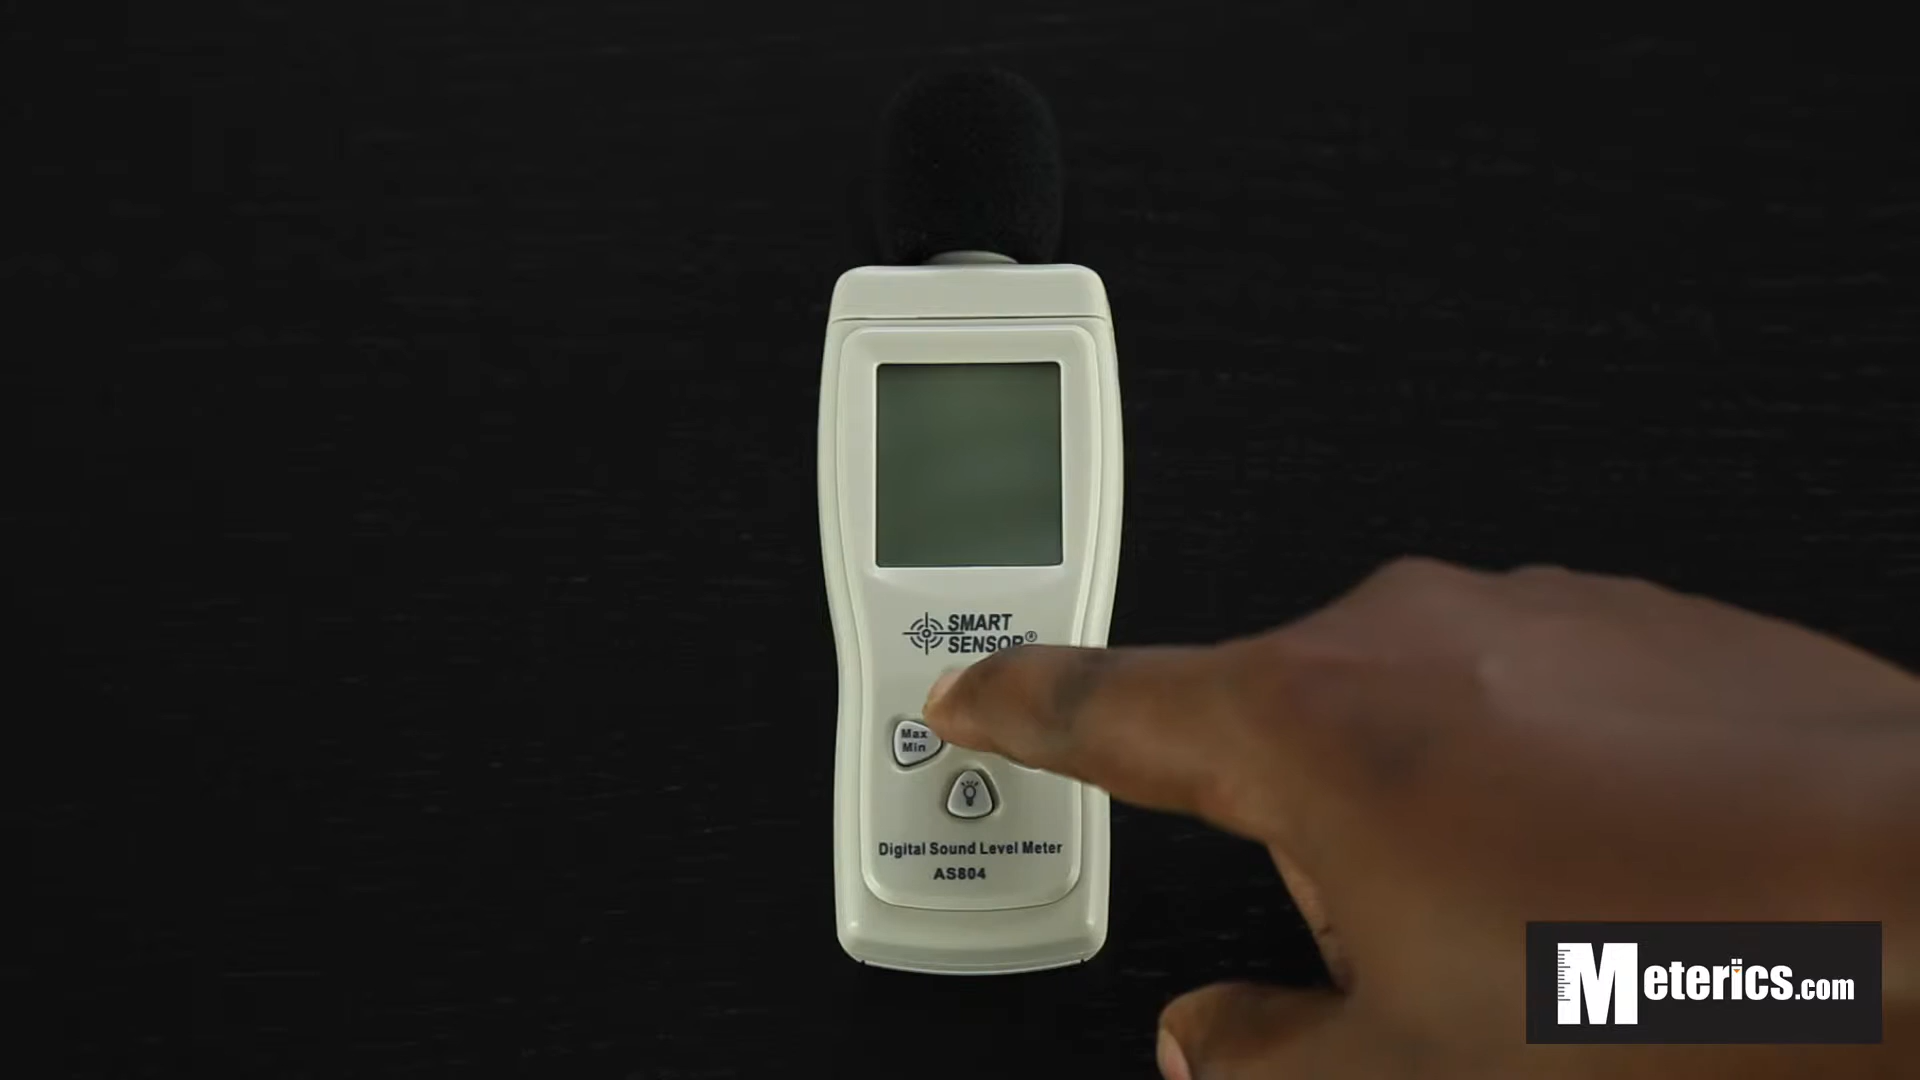 SMART
SENSOR®
Max
Min
Digital Sound Level Meter
AS804
Meterics.com